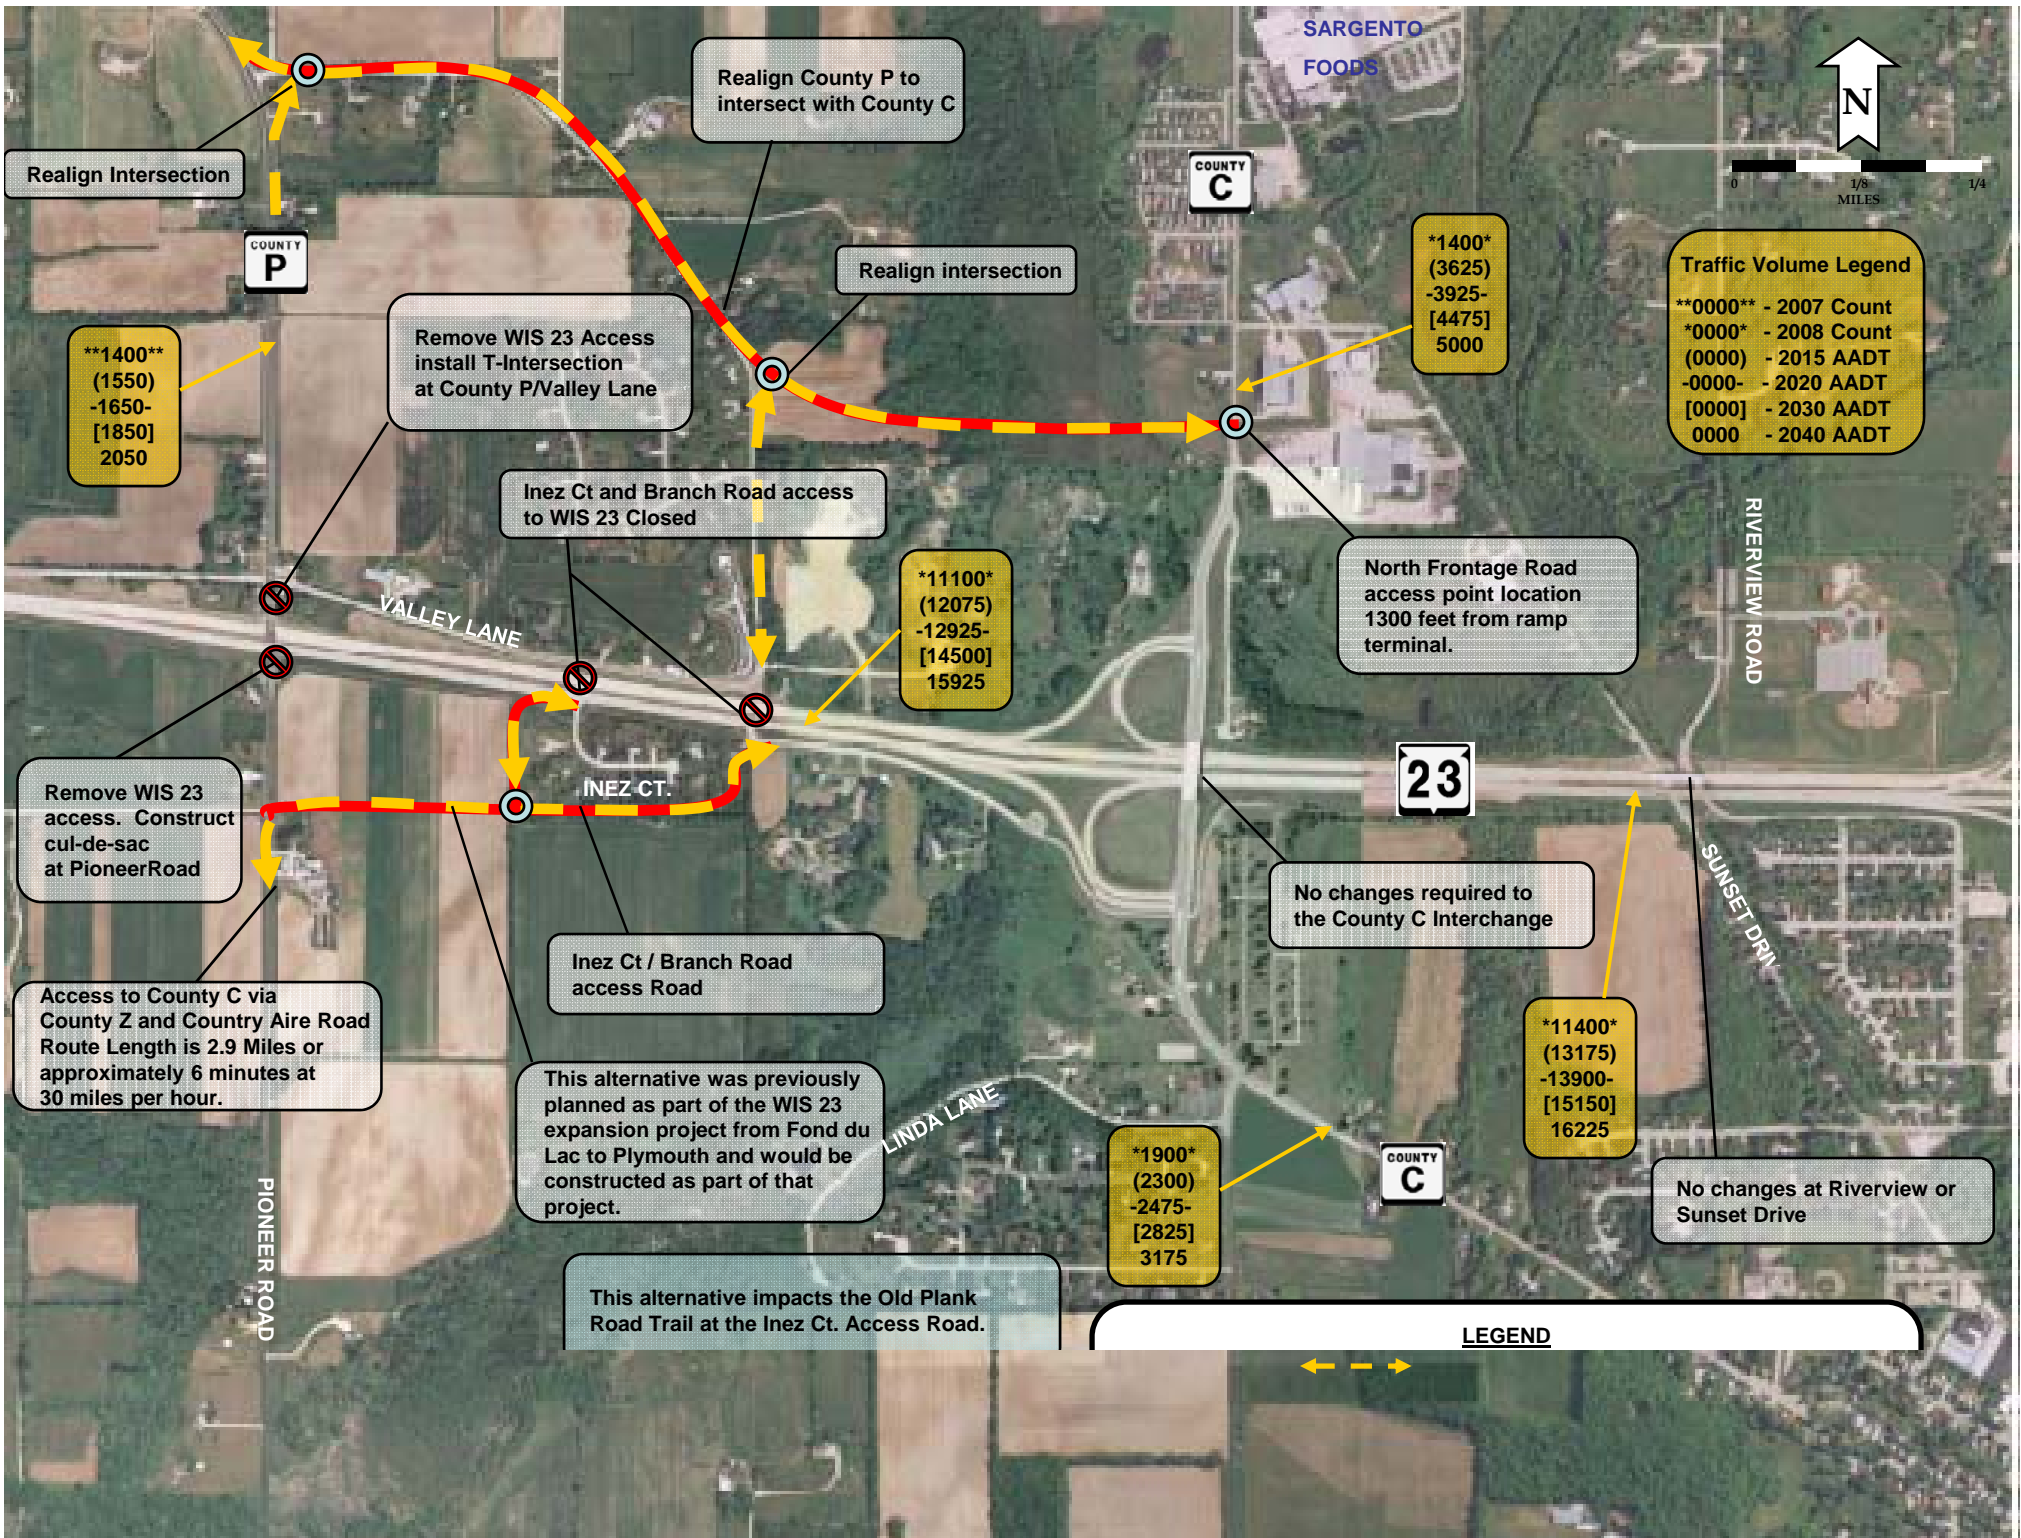 SARGENTO
FOODS
N
0 1/8 1/4
MILES
Realign County P to
intersect with County C
Realign Intersection
COUNTY
C
COUNTY
P
Realign intersection
*1400*
(3625)
-3925-
[4475]
5000
Traffic Volume Legend
**0000** - 2007 Count
*0000* - 2008 Count
(0000) - 2015 AADT
-0000- - 2020 AADT
[0000] - 2030 AADT
0000 - 2040 AADT
**1400**
(1550)
-1650-
[1850]
2050
Remove WIS 23 Access
install T-Intersection
at County P/Valley Lane
Inez Ct and Branch Road access
to WIS 23 Closed
*11100*
(12075)
-12925-
[14500]
15925
North Frontage Road
access point location
1300 feet from ramp
terminal.
RIVERVIEW ROAD
VALLEY LANE
INEZ CT.
23
Remove WIS 23
access. Construct
cul-de-sac
at PioneerRoad
No changes required to
the County C Interchange
SUNSET DRIV
Inez Ct / Branch Road
access Road
Access to County C via
County Z and Country Aire Road
Route Length is 2.9 Miles or
approximately 6 minutes at
30 miles per hour.
This alternative was previously
planned as part of the WIS 23
expansion project from Fond du
Lac to Plymouth and would be
constructed as part of that
project.
LINDA LANE
*11400*
(13175)
-13900-
[15150]
16225
*1900*
(2300)
-2475-
[2825]
3175
COUNTY
C
No changes at Riverview or
Sunset Drive
PIONEER ROAD
This alternative impacts the Old Plank
Road Trail at the Inez Ct. Access Road.
LEGEND